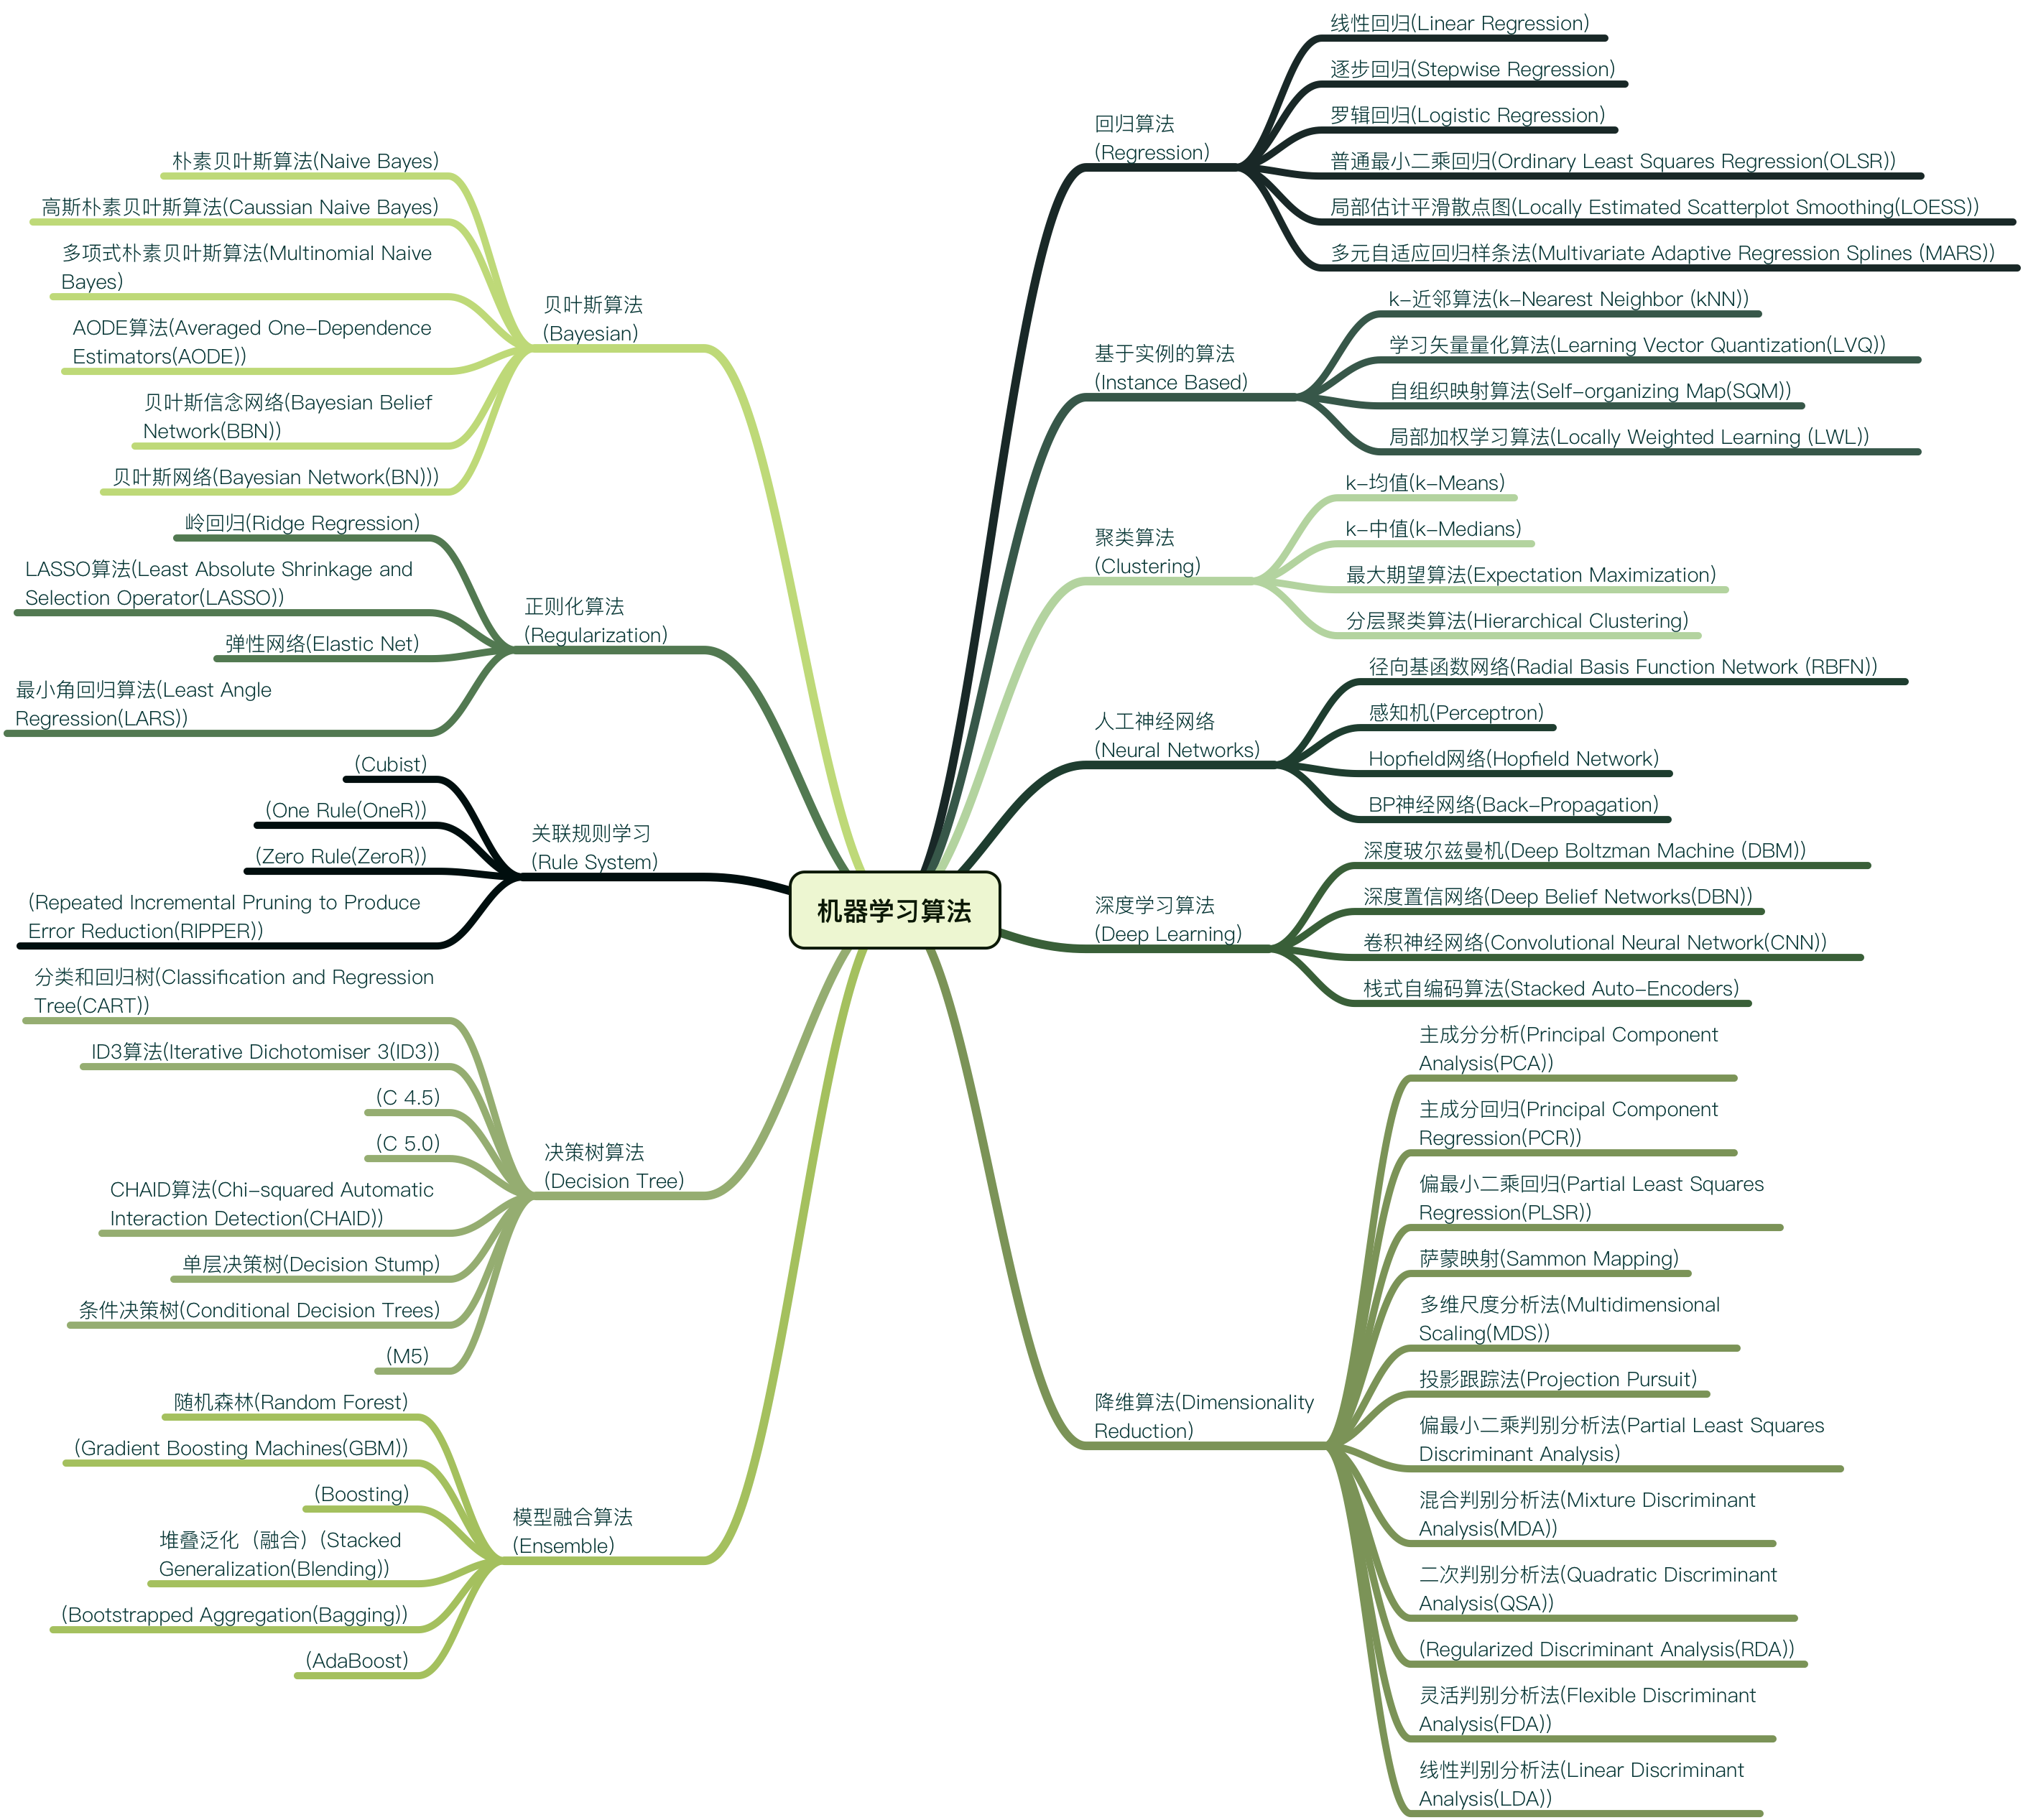 机器学习算法
回归算法
(Regression)
线性回归(Linear Regression)
逐步回归(Stepwise Regression)
罗辑回归(Logistic Regression)
普通最小二乘回归(Ordinary Least Squares Regression(OLSR))
局部估计平滑散点图(Locally Estimated Scatterplot Smoothing(LOESS))
多元自适应回归样条法(Multivariate Adaptive Regression Splines (MARS))
基于实例的算法
(Instance Based)
k-近邻算法(k-Nearest Neighbor (kNN))
学习矢量量化算法(Learning Vector Quantization(LVQ))
自组织映射算法(Self-organizing Map(SQM))
局部加权学习算法(Locally Weighted Learning (LWL))
聚类算法
(Clustering)
k-均值(k-Means)
k-中值(k-Medians)
最大期望算法(Expectation Maximization)
分层聚类算法(Hierarchical Clustering)
人工神经网络
(Neural Networks)
径向基函数网络(Radial Basis Function Network (RBFN))
感知机(Perceptron)
Hopfield网络(Hopfield Network)
BP神经网络(Back-Propagation)
深度学习算法
(Deep Learning)
深度玻尔兹曼机(Deep Boltzman Machine (DBM))
深度置信网络(Deep Belief Networks(DBN))
卷积神经网络(Convolutional Neural Network(CNN))
栈式自编码算法(Stacked Auto-Encoders)
降维算法(Dimensionality
Reduction)
主成分分析(Principal Component
Analysis(PCA))
主成分回归(Principal Component
Regression(PCR))
偏最小二乘回归(Partial Least Squares
Regression(PLSR))
萨蒙映射(Sammon Mapping)
多维尺度分析法(Multidimensional
Scaling(MDS))
投影跟踪法(Projection Pursuit)
偏最小二乘判别分析法(Partial Least Squares
Discriminant Analysis)
混合判别分析法(Mixture Discriminant
Analysis(MDA))
二次判别分析法(Quadratic Discriminant
Analysis(QSA))
(Regularized Discriminant Analysis(RDA))
灵活判别分析法(Flexible Discriminant
Analysis(FDA))
线性判别分析法(Linear Discriminant
Analysis(LDA))
贝叶斯算法
(Bayesian)
朴素贝叶斯算法(Naive Bayes)
高斯朴素贝叶斯算法(Caussian Naive Bayes)
多项式朴素贝叶斯算法(Multinomial Naive
Bayes)
AODE算法(Averaged One-Dependence
Estimators(AODE))
贝叶斯信念网络(Bayesian Belief
Network(BBN))
贝叶斯网络(Bayesian Network(BN)))
正则化算法
(Regularization)
岭回归(Ridge Regression)
LASSO算法(Least Absolute Shrinkage and
Selection Operator(LASSO))
弹性网络(Elastic Net)
最小角回归算法(Least Angle
Regression(LARS))
关联规则学习
(Rule System)
(Cubist)
(One Rule(OneR))
(Zero Rule(ZeroR))
(Repeated Incremental Pruning to Produce
Error Reduction(RIPPER))
决策树算法
(Decision Tree)
分类和回归树(Classification and Regression
Tree(CART))
ID3算法(Iterative Dichotomiser 3(ID3))
(C 4.5)
(C 5.0)
CHAID算法(Chi-squared Automatic
Interaction Detection(CHAID))
单层决策树(Decision Stump)
条件决策树(Conditional Decision Trees)
(M5)
模型融合算法
(Ensemble)
随机森林(Random Forest)
(Gradient Boosting Machines(GBM))
(Boosting)
堆叠泛化（融合）(Stacked
Generalization(Blending))
(Bootstrapped Aggregation(Bagging))
(AdaBoost)